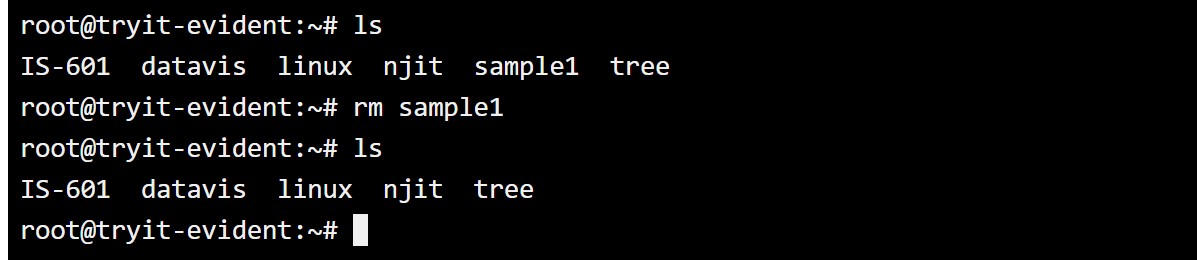 root@tryit-evident:~# ls
IS-601  datavis  linux  njit  sample1  tree
root@tryit-evident:~# rm sample1
root@tryit-evident:~# ls
IS-601  datavis  linux  njit  tree
root@tryit-evident:~#